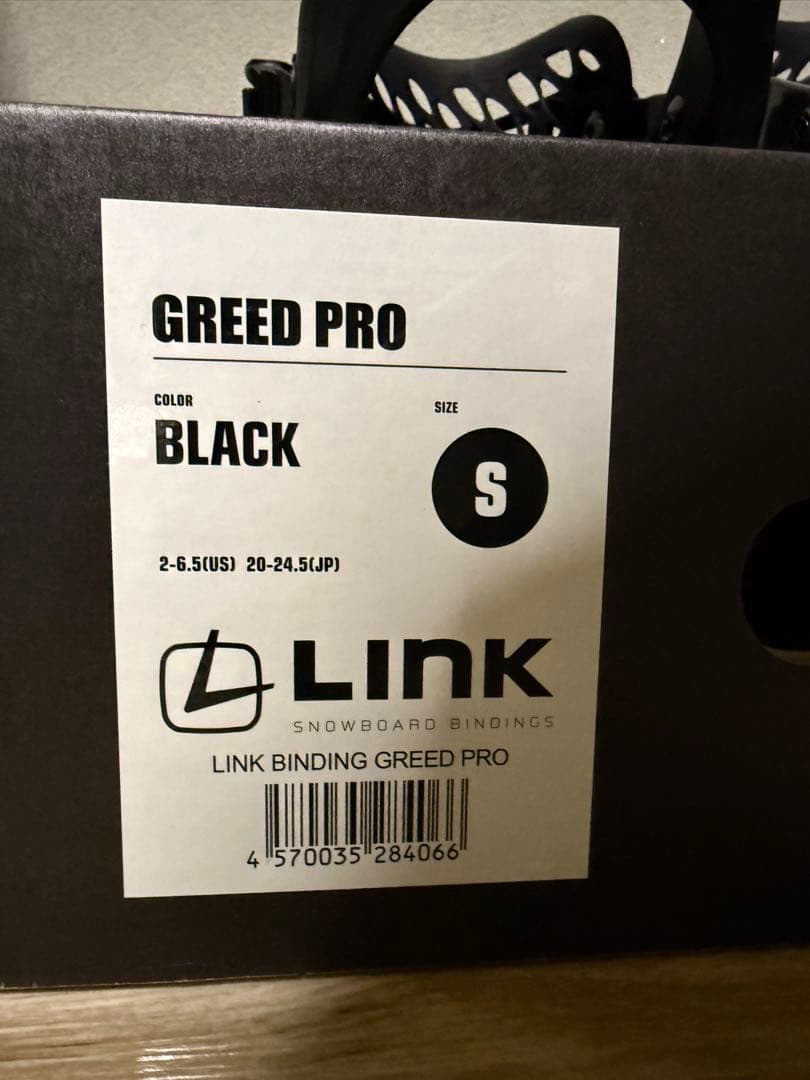 GREED PRO
COLOR
BLACK
SIZE
S
2-6.5(US) 20-24.5(JP)
LINK
SNOWBOARD BINDINGS
LINK BINDING GREED PRO
4 570035 284066